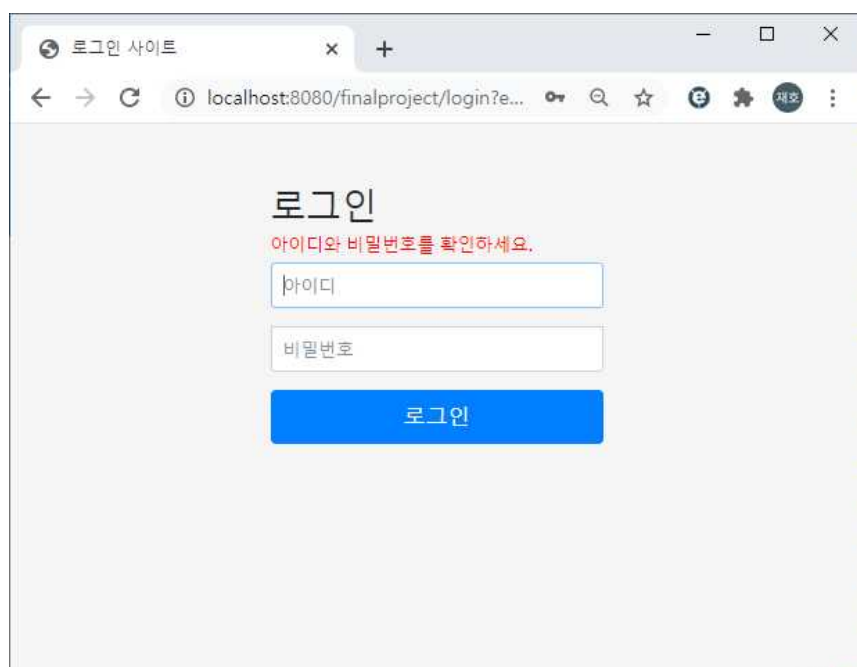 로그인 사이트
localhost:8080/finalproject/login?e...
재호
로그인
아이디와 비밀번호를 확인하세요.
아이디
비밀번호
로그인